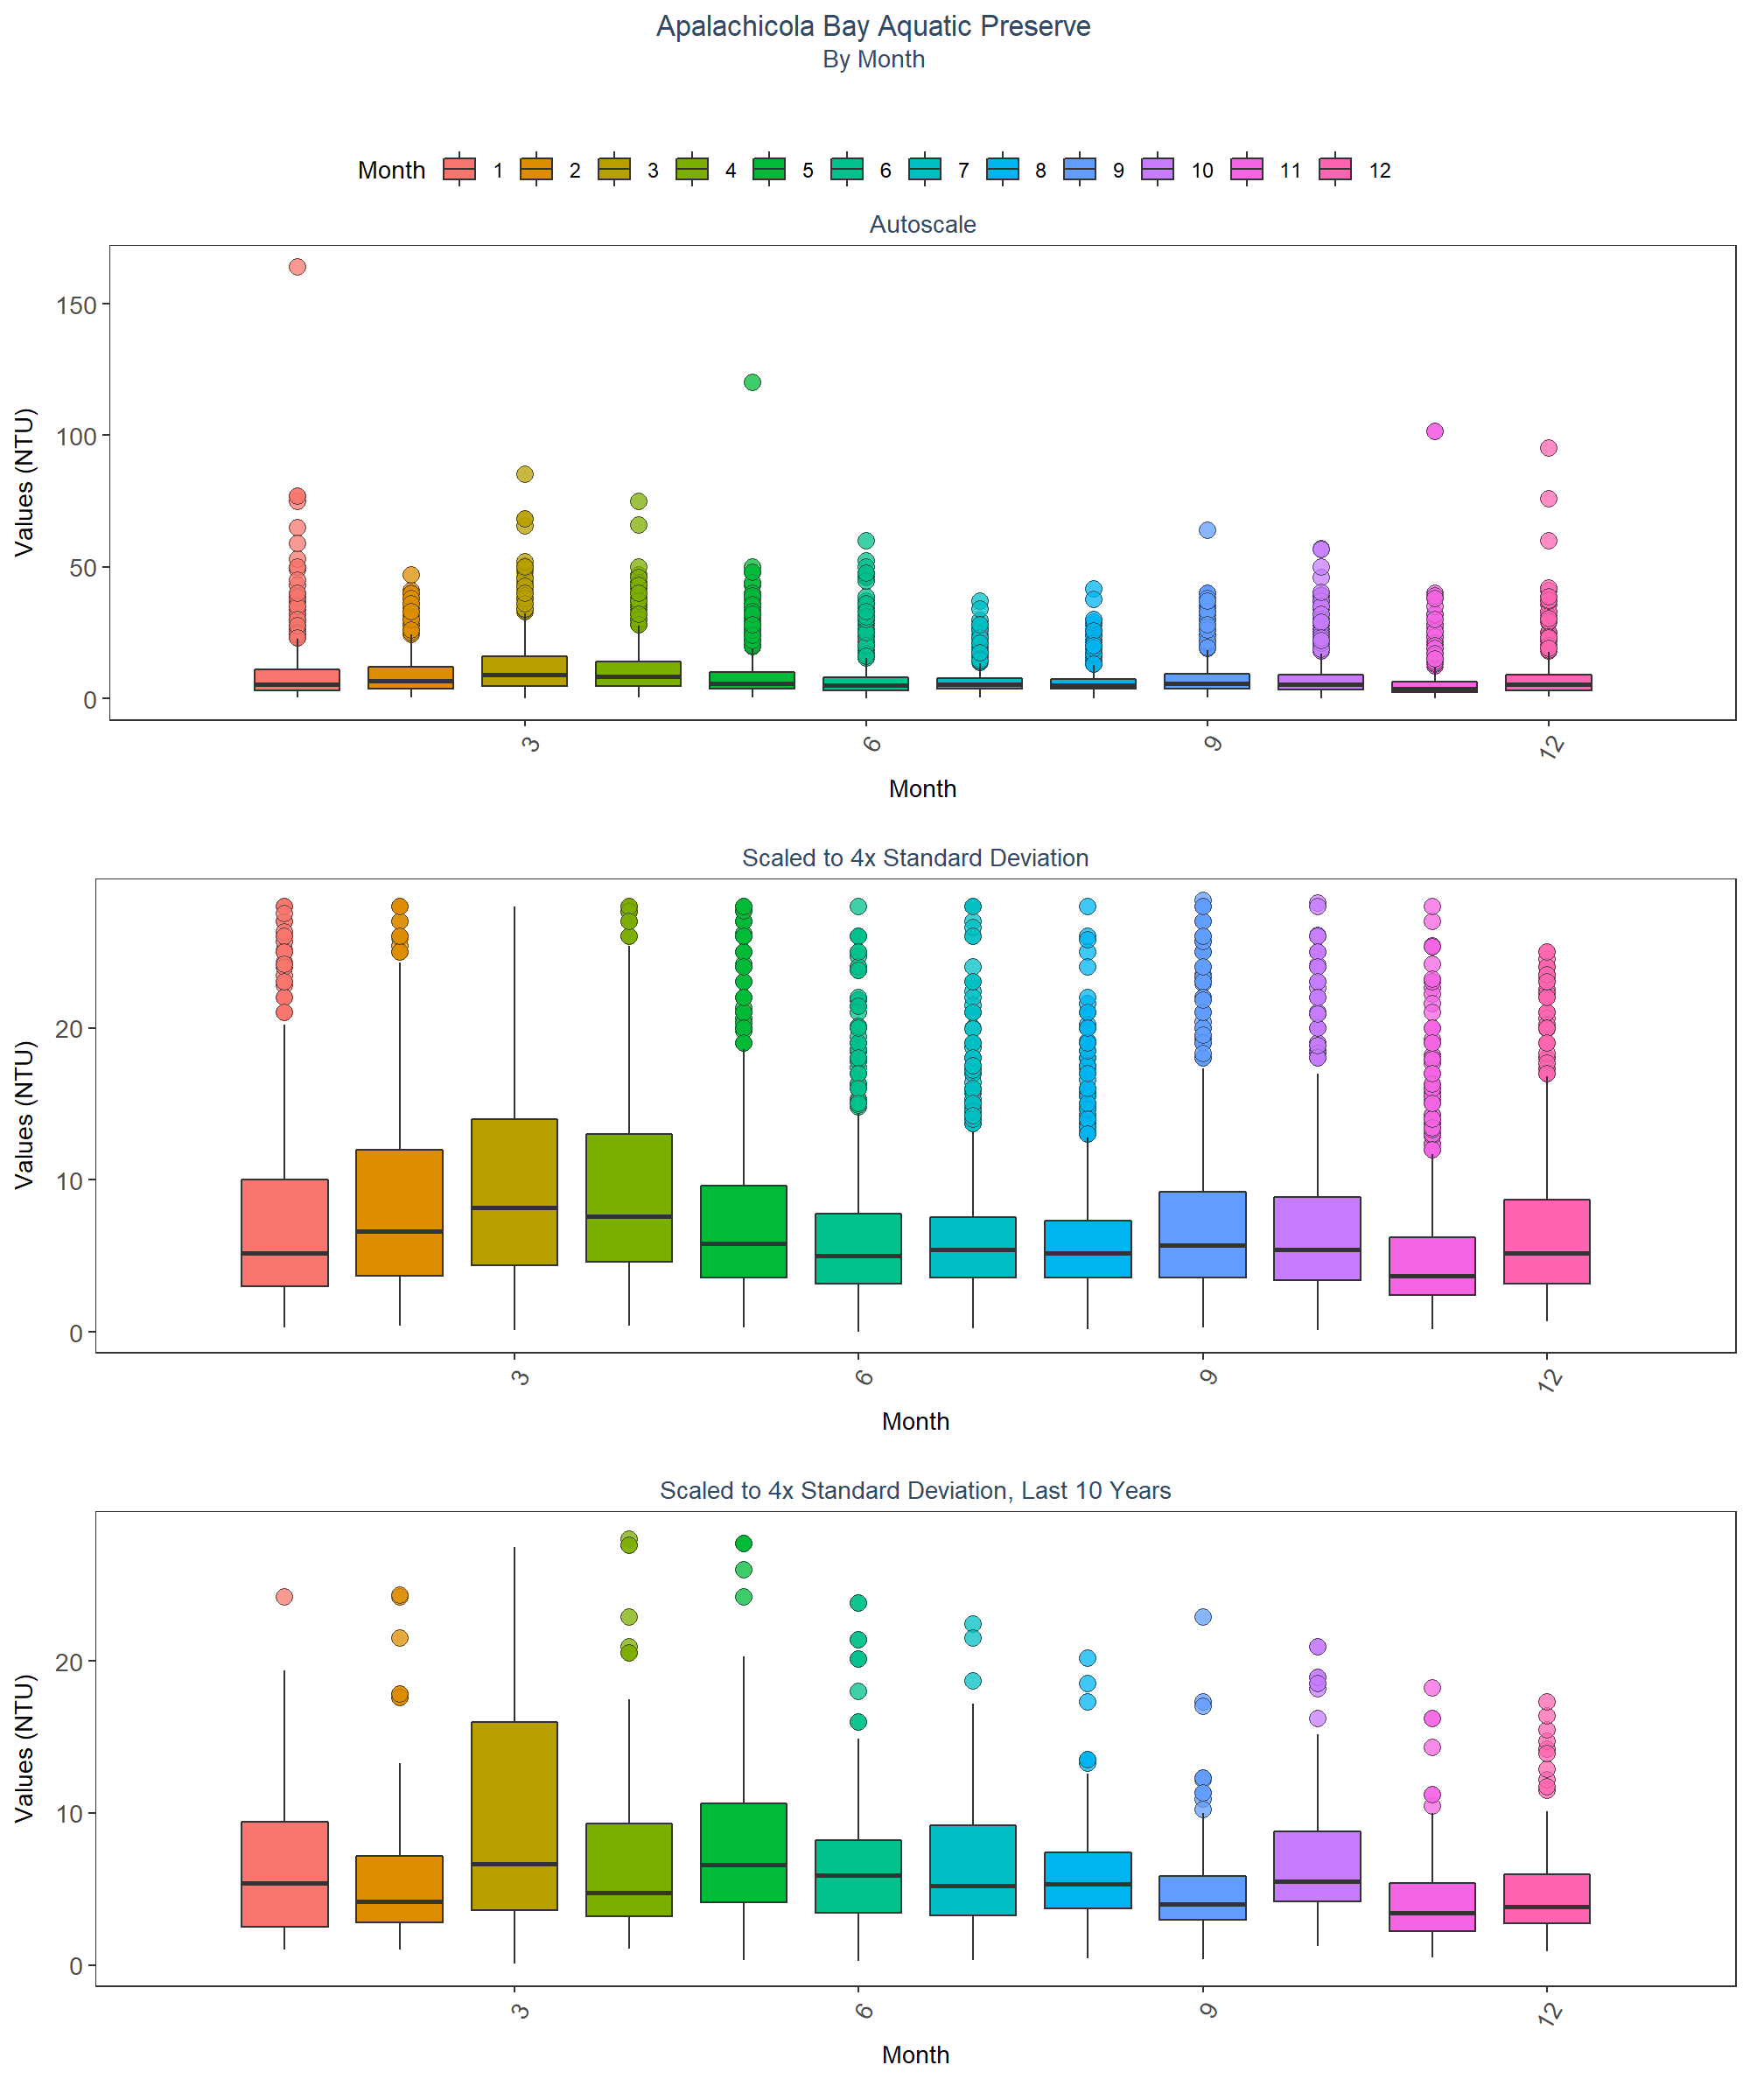 Apalachicola Bay Aquatic Preserve
By Month
Month 1 2 3 4 5 6 7 8 9 10 11 12
Autoscale
Values (NTU)
150
100
50
0
3 6 9 12
Month
Scaled to 4x Standard Deviation
Values (NTU)
20
10
0
3 6 9 12
Month
Scaled to 4x Standard Deviation, Last 10 Years
Values (NTU)
20
10
0
3 6 9 12
Month